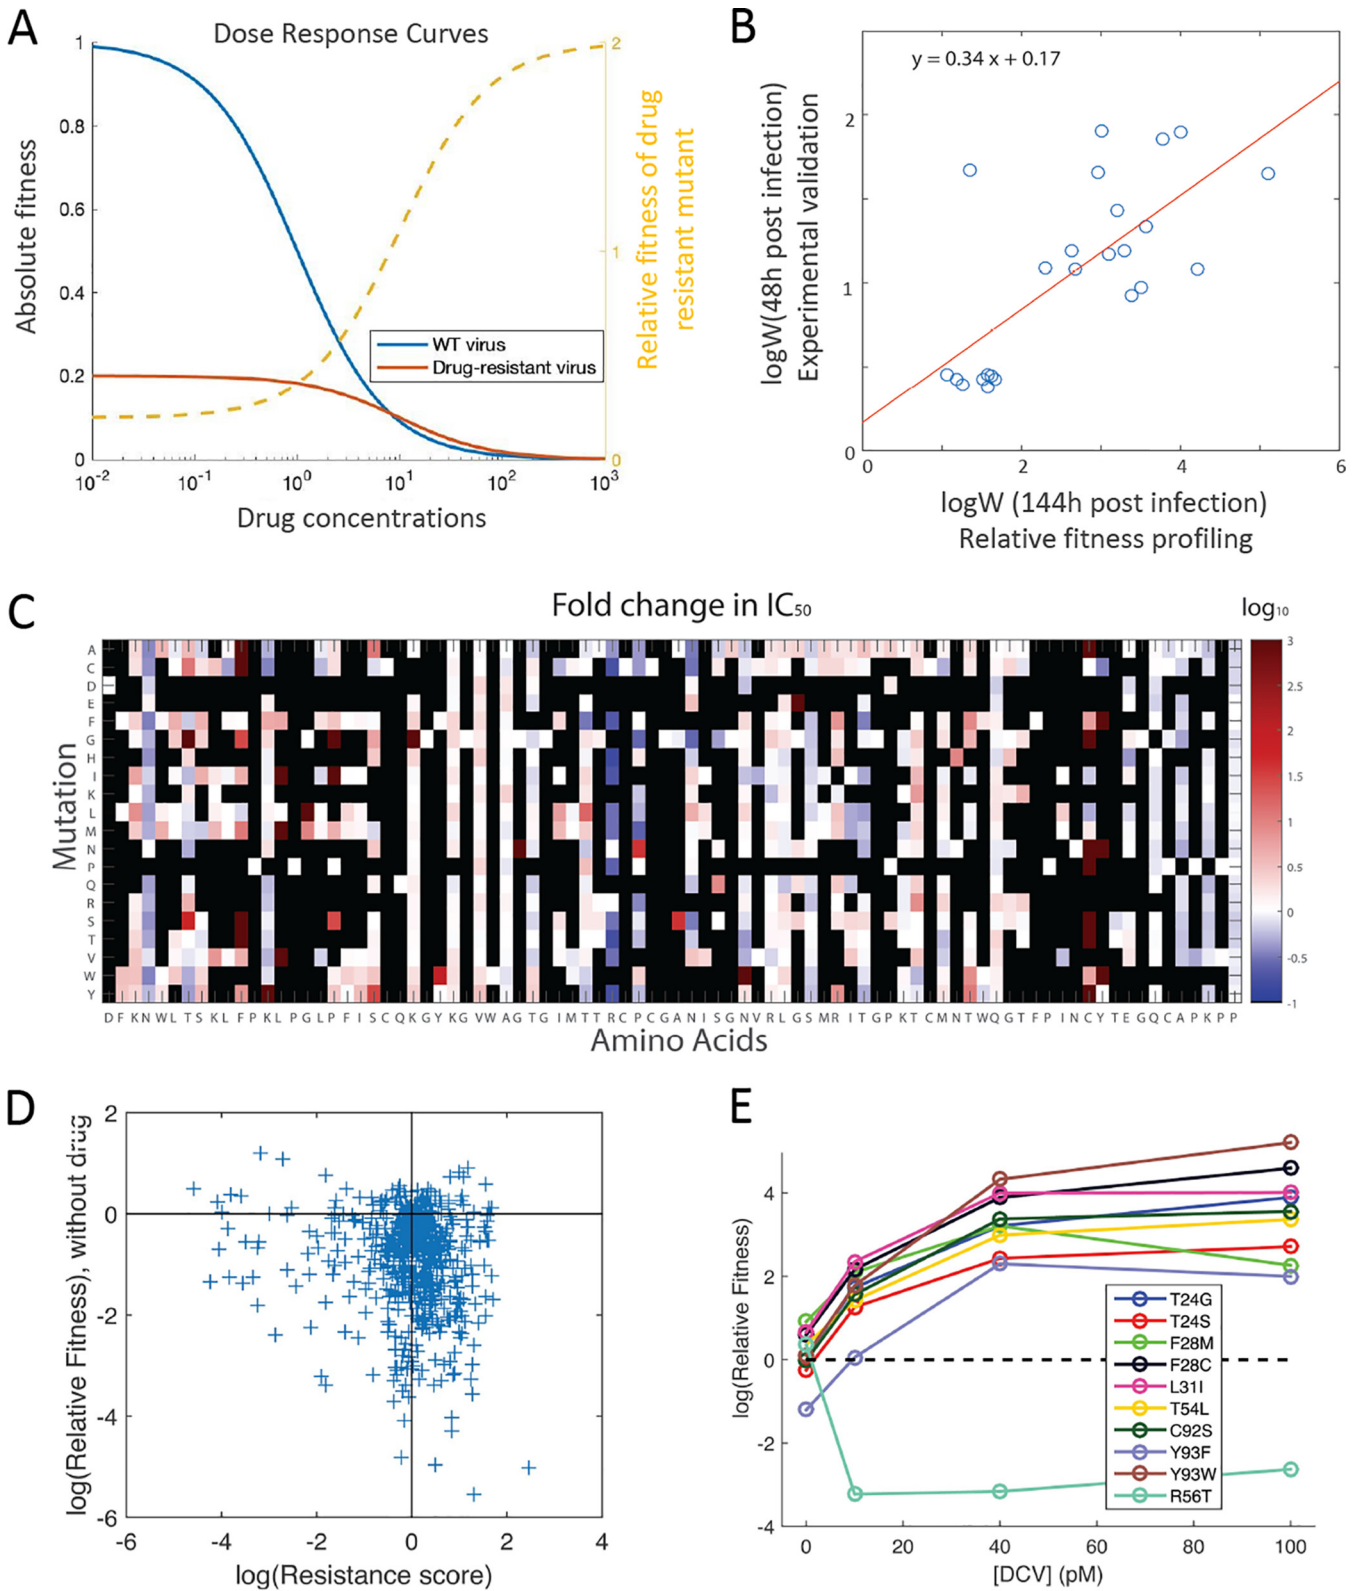 A
Dose Response Curves
1
0.8
0.6
0.4
0.2
0
Absolute fitness
2
1
0
Relative fitness of drug
resistant mutant
WT virus
Drug-resistant virus
10-2
10-1
100
101
102
103
Drug concentrations
B
y = 0.34 x + 0.17
2
1
0
logW(48h post infection)
Experimental validation
0
2
4
6
logW (144h post infection)
Relative fitness profiling
C
Fold change in IC50
log10
Mutation
A
C
D
E
F
G
H
I
K
L
M
N
P
Q
R
S
T
V
W
Y
3
2.5
2
1.5
1
0.5
0
-0.5
-1
D F K N W L T S K L F P K L P G L P F I S C Q K G Y K G V W A G T G I M T T R C P C G A N I S G N V R L G S M R I T G P K T C M N T W Q G T F P I N C Y T E G Q C A P K P P
Amino Acids
D
2
0
-2
-4
-6
log(Relative Fitness), without drug
-6
-4
-2
0
2
4
log(Resistance score)
E
4
2
0
-2
-4
log(Relative Fitness)
T24G
T24S
F28M
F28C
L31I
T54L
C92S
Y93F
Y93W
R56T
0
20
40
60
80
100
[DCV] (pM)